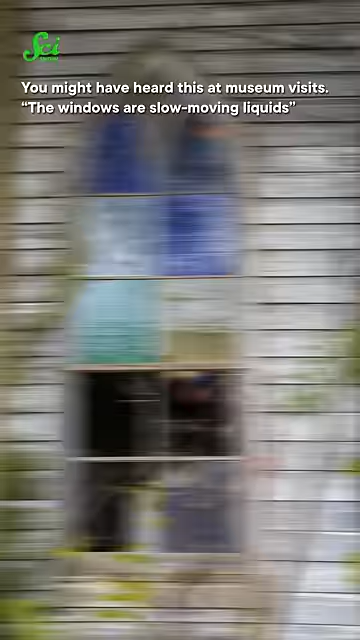 Sci
You might have heard this at museum visits.
“The windows are slow-moving liquids”